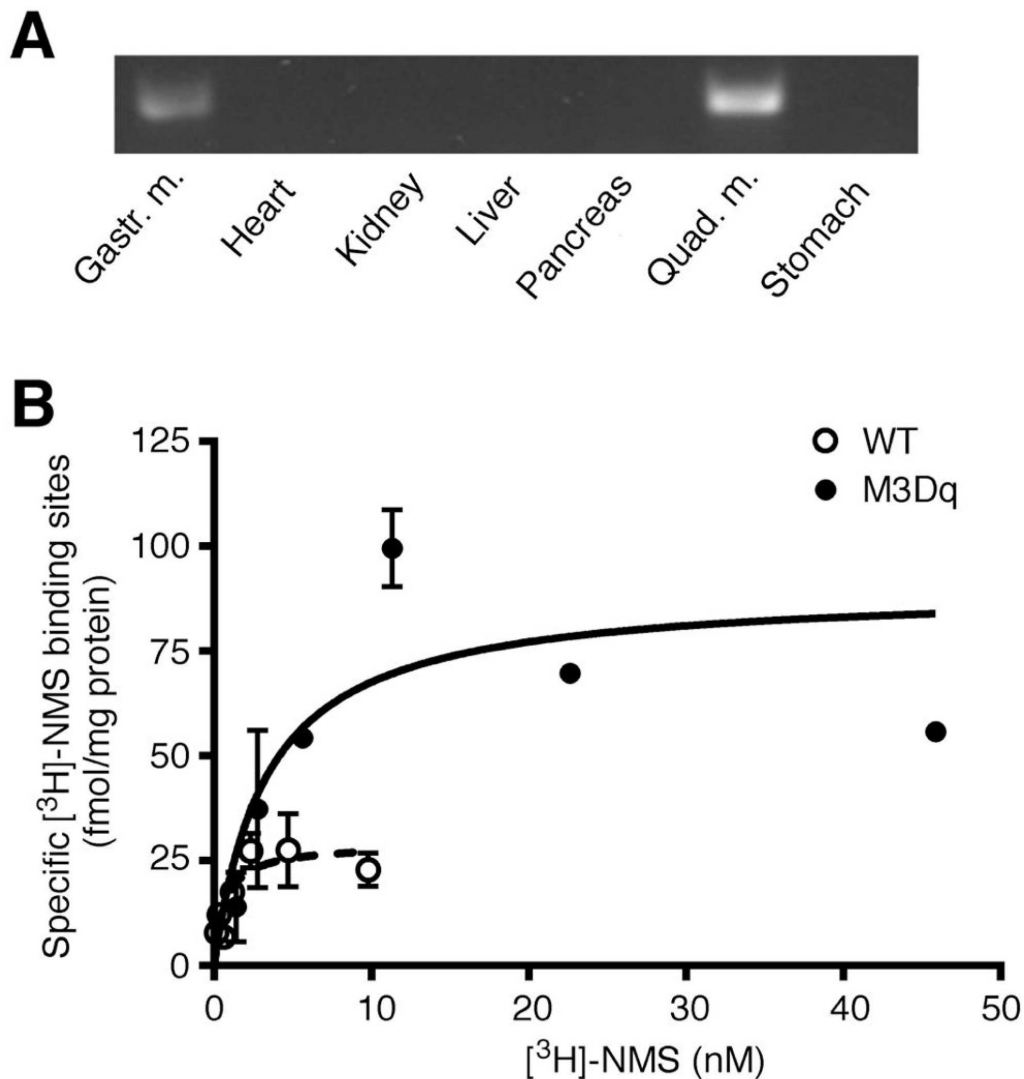 A
Gastr. m.
Heart
Kidney
Liver
Pancreas
Quad. m.
Stomach
B
WT
M3Dq
125
100
75
50
25
0
Specific [³H]-NMS binding sites
(fmol/mg protein)
0 10 20 30 40 50
[³H]-NMS (nM)